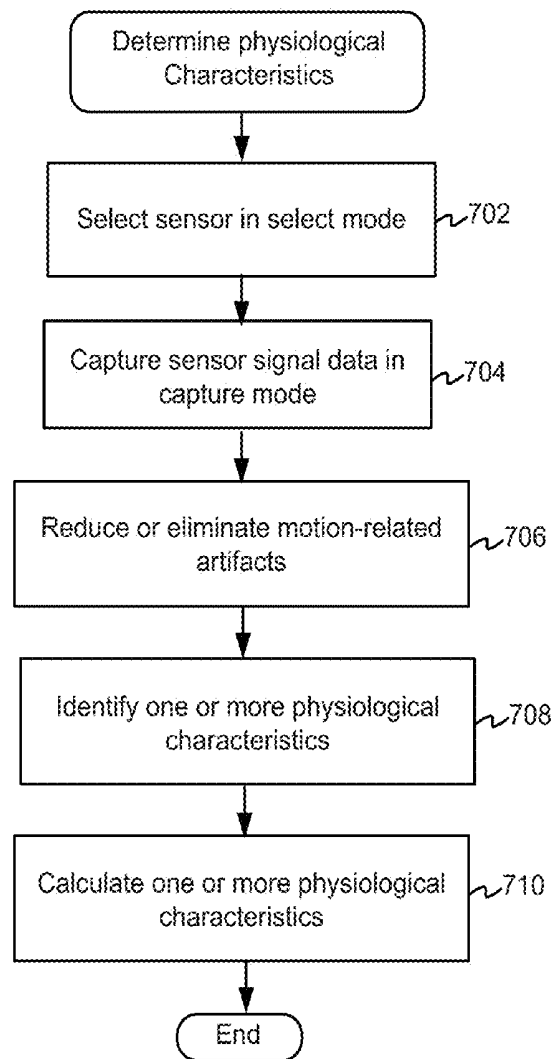 Determine physiological
Characteristics
Select sensor in select mode
702
Capture sensor signal data in
capture mode
704
Reduce or eliminate motion-related
artifacts
706
Identify one or more physiological
characteristics
708
Calculate one or more physiological
characteristics
710
End